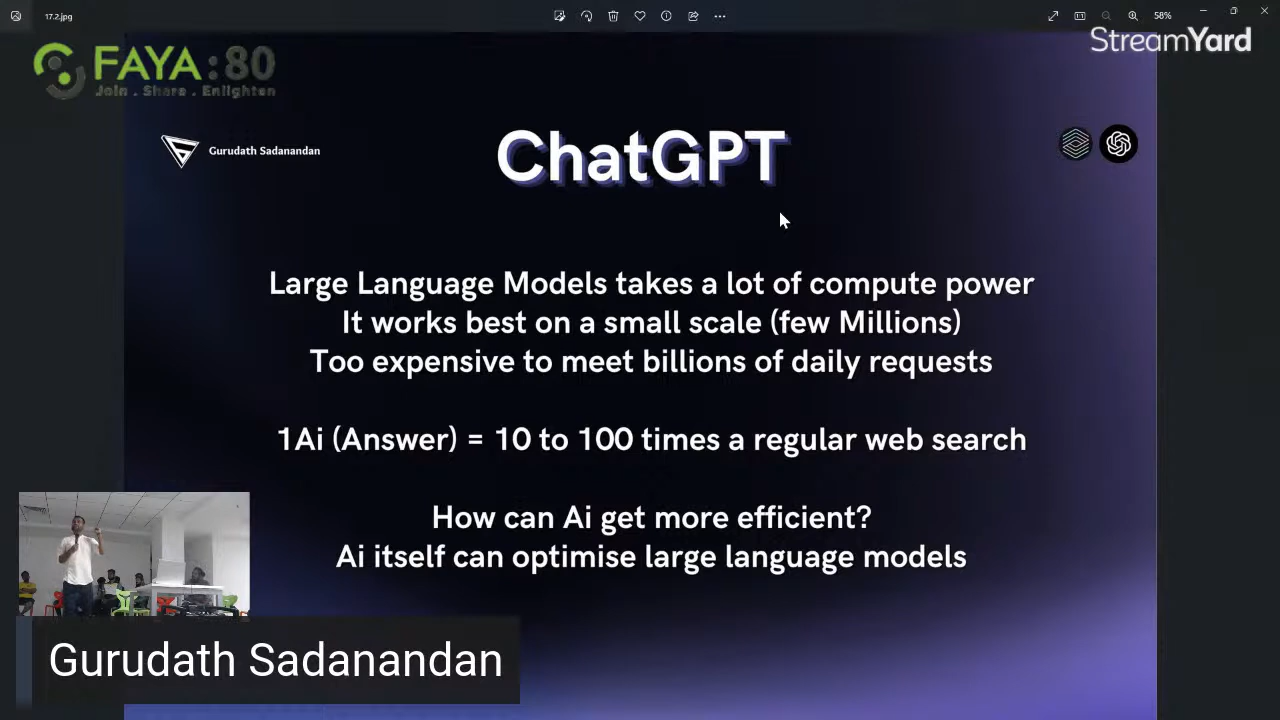 17.2.jpg
58%
StreamYard
FAYA:80
Join . Share . Enlighten
Gurudath Sadanandan
ChatGPT
Large Language Models takes a lot of compute power
It works best on a small scale (few Millions)
Too expensive to meet billions of daily requests
1Ai (Answer) = 10 to 100 times a regular web search
How can Ai get more efficient?
Ai itself can optimise large language models
Gurudath Sadanandan